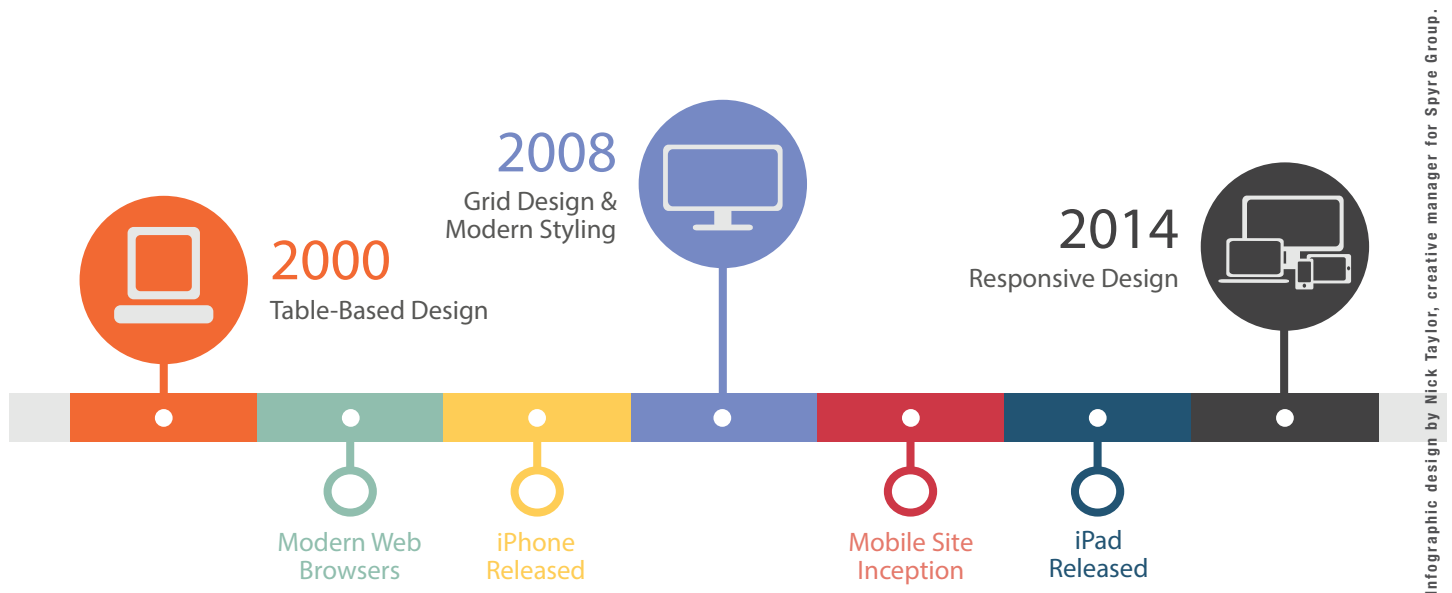 2000
Table-Based Design
2008
Grid Design &
Modern Styling
2014
Responsive Design
Modern Web
Browsers
iPhone
Released
Mobile Site
Inception
iPad
Released
Infographic design by Nick Taylor, creative manager for Spyre Group.